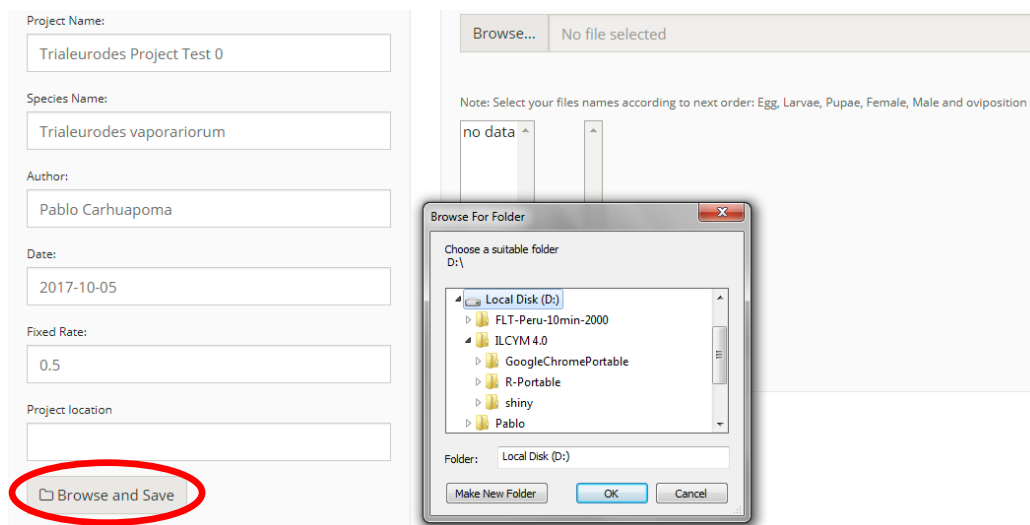 Project Name:
Trialeurodes Project Test 0
Species Name:
Trialeurodes vaporariorum
Author:
Pablo Carhuapoma
Date:
2017-10-05
Fixed Rate:
0.5
Project location
Browse and Save
Browse... No file selected
Note: Select your files names according to next order: Egg, Larvae, Pupae, Female, Male and oviposition
no data
Browse For Folder
Choose a suitable folder
D:\
Local Disk (D:)
FLT-Peru-10min-2000
ILCYM 4.0
GoogleChromePortable
R-Portable
shiny
Pablo
Folder: Local Disk (D:)
Make New Folder OK Cancel